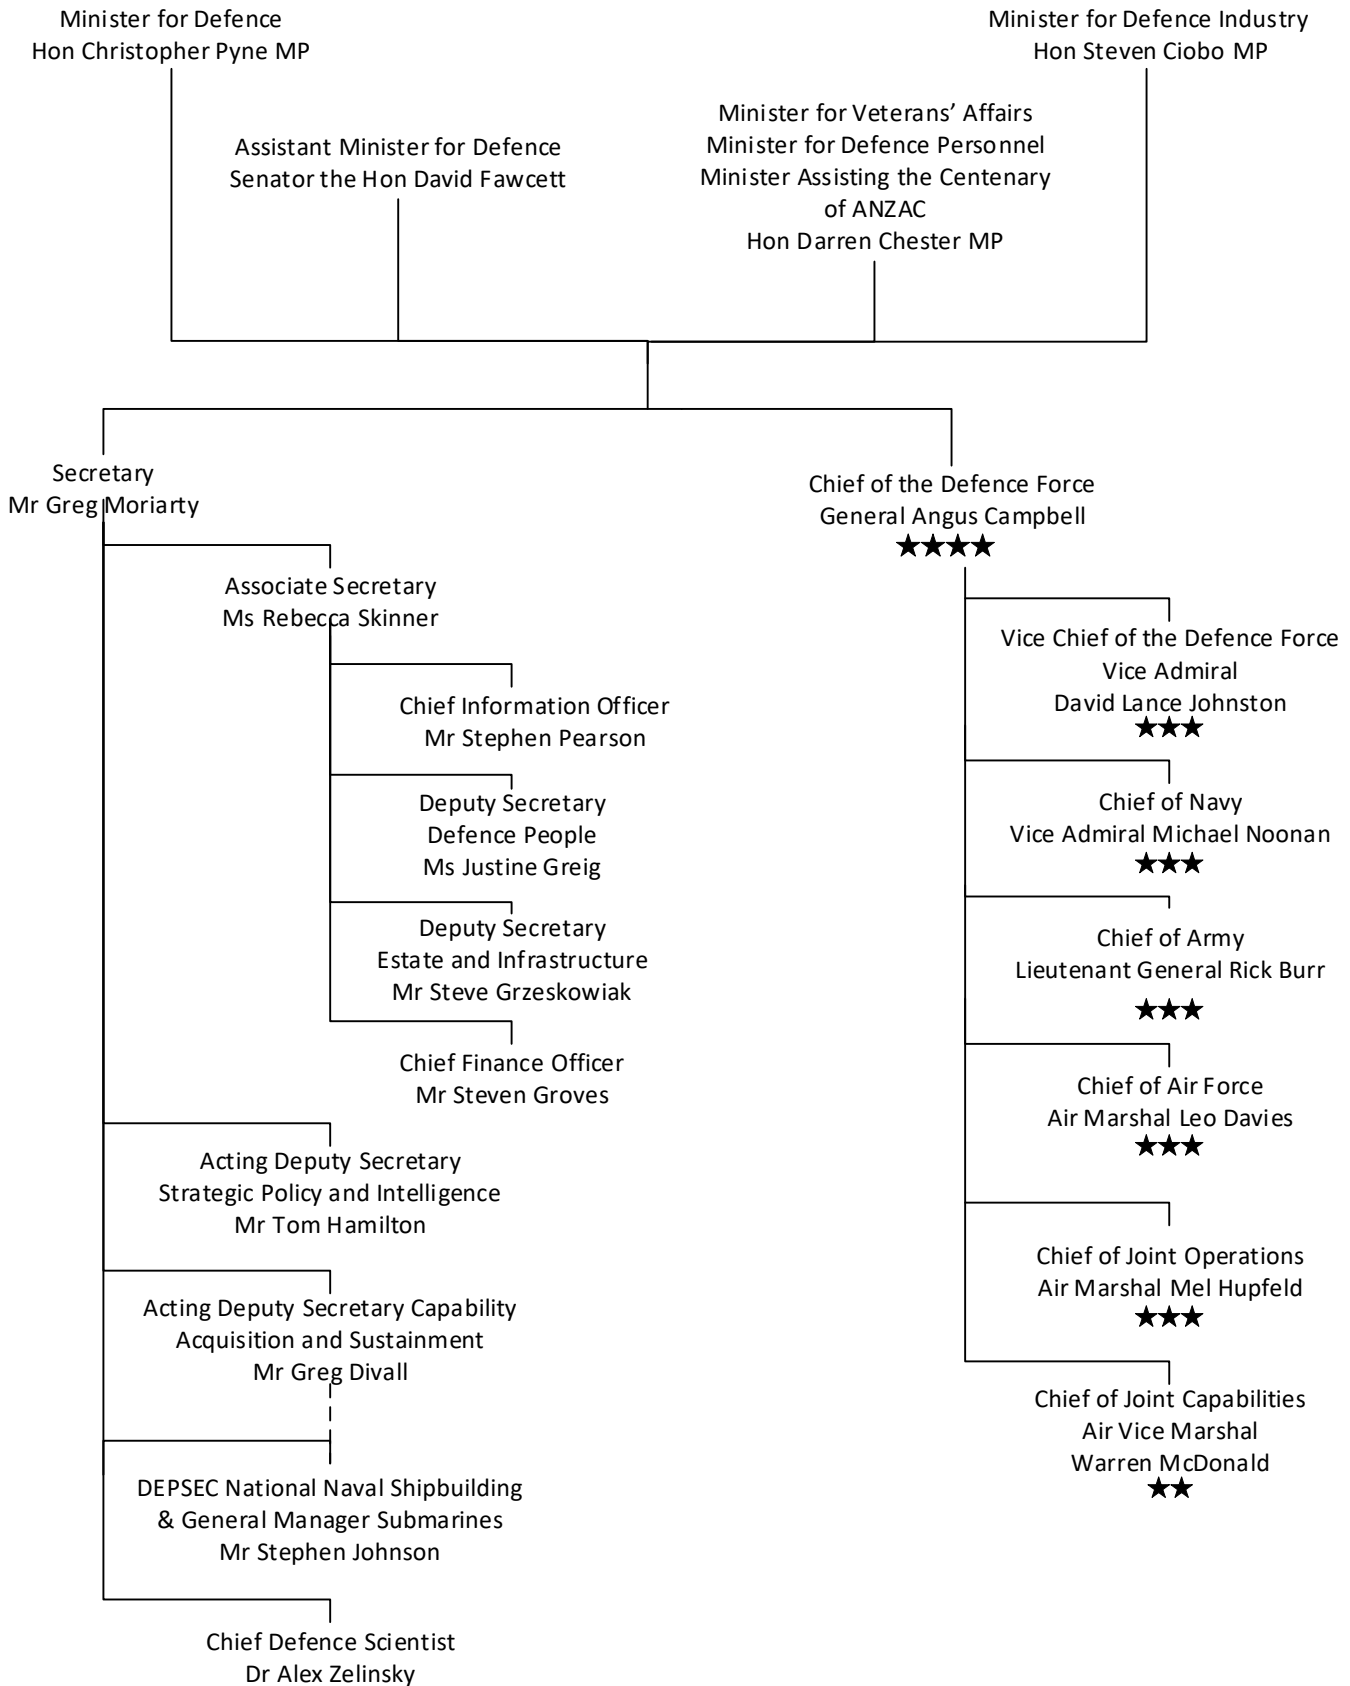 Minister for Defence
Hon Christopher Pyne MP
Minister for Defence Industry
Hon Steven Ciobo MP
Assistant Minister for Defence
Senator the Hon David Fawcett
Minister for Veterans’ Affairs
Minister for Defence Personnel
Minister Assisting the Centenary
of ANZAC
Hon Darren Chester MP
Secretary
Mr Greg Moriarty
Associate Secretary
Ms Rebecca Skinner
Chief Information Officer
Mr Stephen Pearson
Deputy Secretary
Defence People
Ms Justine Greig
Deputy Secretary
Estate and Infrastructure
Mr Steve Grzeskowiak
Chief Finance Officer
Mr Steven Groves
Acting Deputy Secretary
Strategic Policy and Intelligence
Mr Tom Hamilton
Acting Deputy Secretary Capability
Acquisition and Sustainment
Mr Greg Divall
DEPSEC National Naval Shipbuilding
& General Manager Submarines
Mr Stephen Johnson
Chief Defence Scientist
Dr Alex Zelinsky
Chief of the Defence Force
General Angus Campbell
Vice Chief of the Defence Force
Vice Admiral
David Lance Johnston
Chief of Navy
Vice Admiral Michael Noonan
Chief of Army
Lieutenant General Rick Burr
Chief of Air Force
Air Marshal Leo Davies
Chief of Joint Operations
Air Marshal Mel Hupfeld
Chief of Joint Capabilities
Air Vice Marshal
Warren McDonald